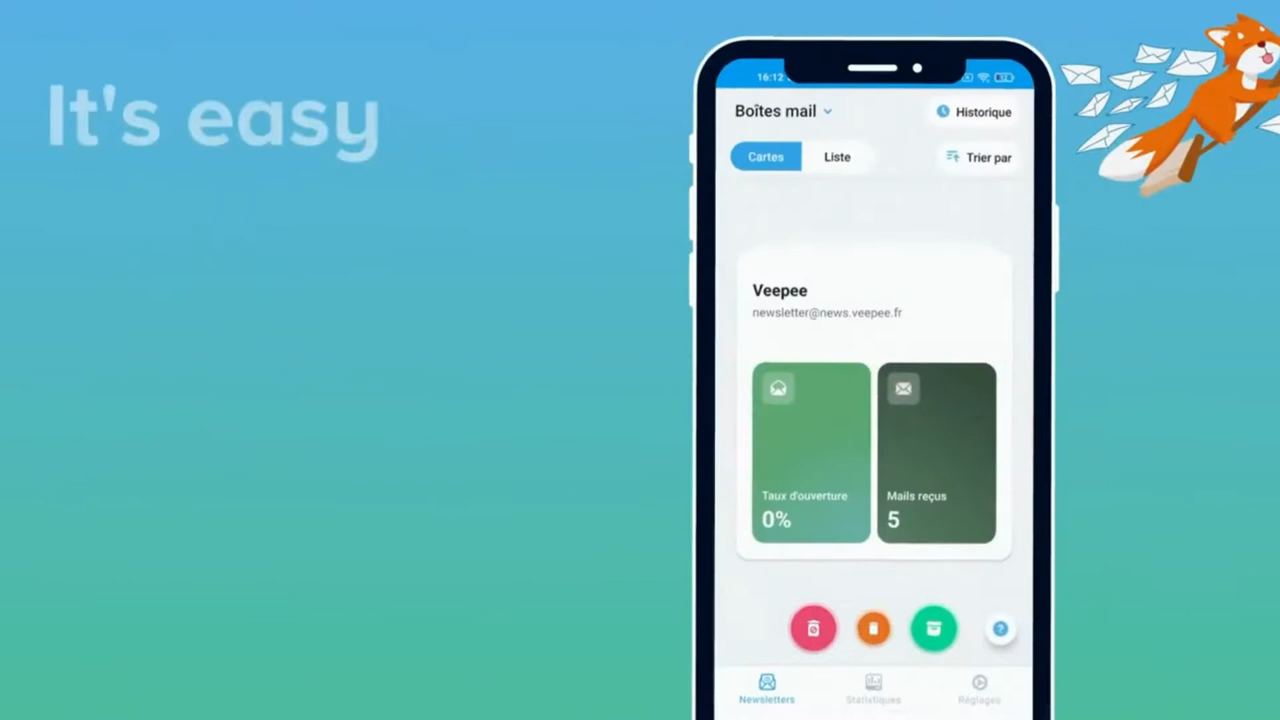 It's easy
16:12
Boîtes mail
Historique
Cartes
Liste
Trier par
Veepee
newsletter@news.veepee.fr
Taux d'ouverture
0%
Mails reçus
5
Newsletters
Statistiques
Réglages